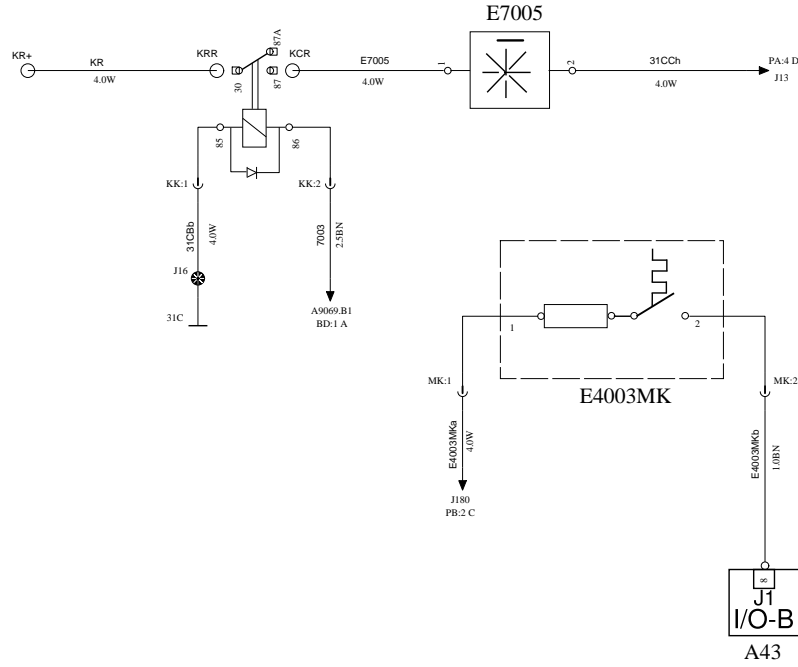 E7005
KR+
KR
4.0W
KRR
30
87A
87
KCR
E7005
4.0W
1
2
31CCh
4.0W
PA:4 D
J13
85
86
KK:1
KK:2
31CBb
4.0W
7003
2.5BN
J16
31C
A9069.B1
BD:1 A
1
2
E4003MK
MK:1
MK:2
E4003MKa
4.0W
E4003MKb
1.0BN
J180
PB:2 C
8
J1
I/O-B
A43